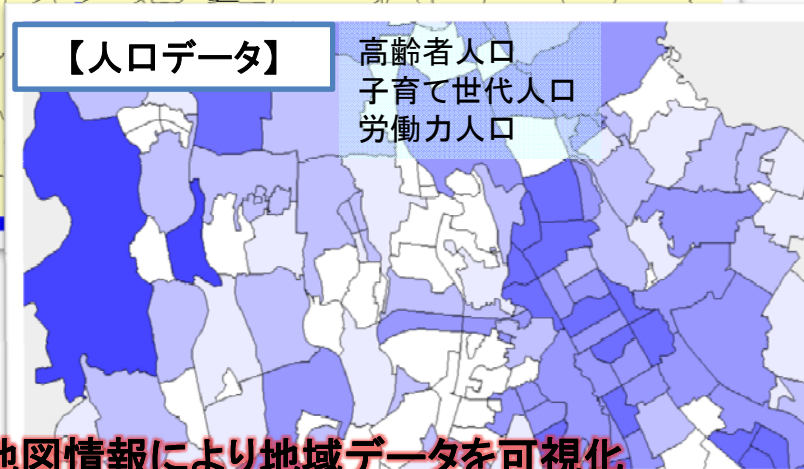 【人口データ】
高齢者人口
子育て世代人口
労働力人口
地図情報により地域データを可視化